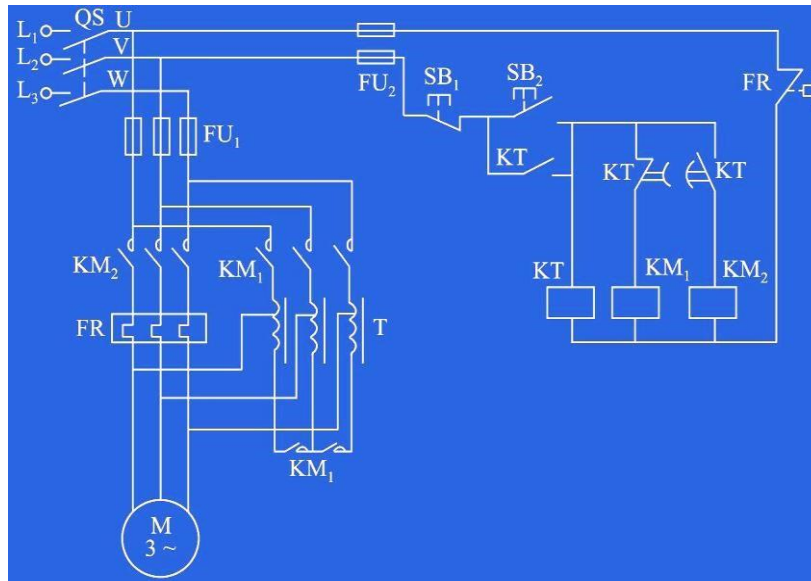 L₁ QS U
L₂ V
L₃ W
FU₁
FU₂
SB₁
SB₂
FR
KT
KT
KT
KM₂
KM₁
KT
KM₁
KM₂
FR
T
KM₁
M
3 ~